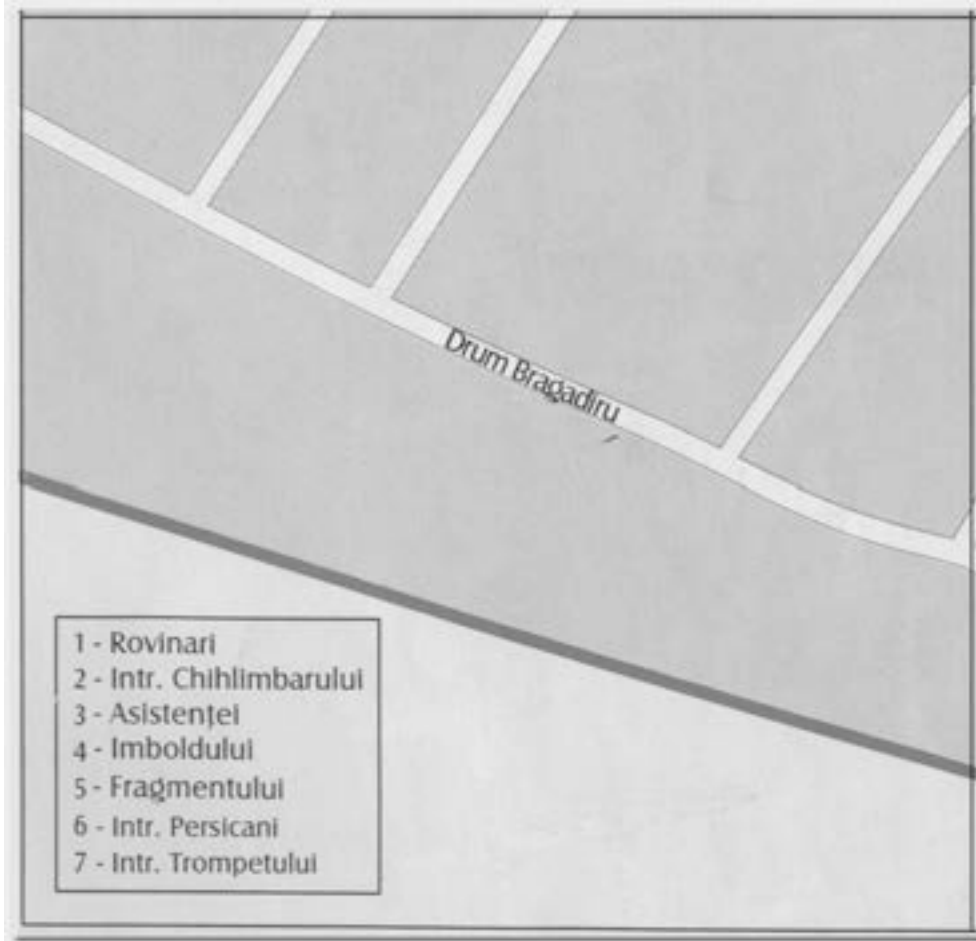 Drum Bragadiru
1 - Rovinari
2 - Intr. Chihlimbarului
3 - Asistenței
4 - Imboldului
5 - Fragmentului
6 - Intr. Persicani
7 - Intr. Trompetului